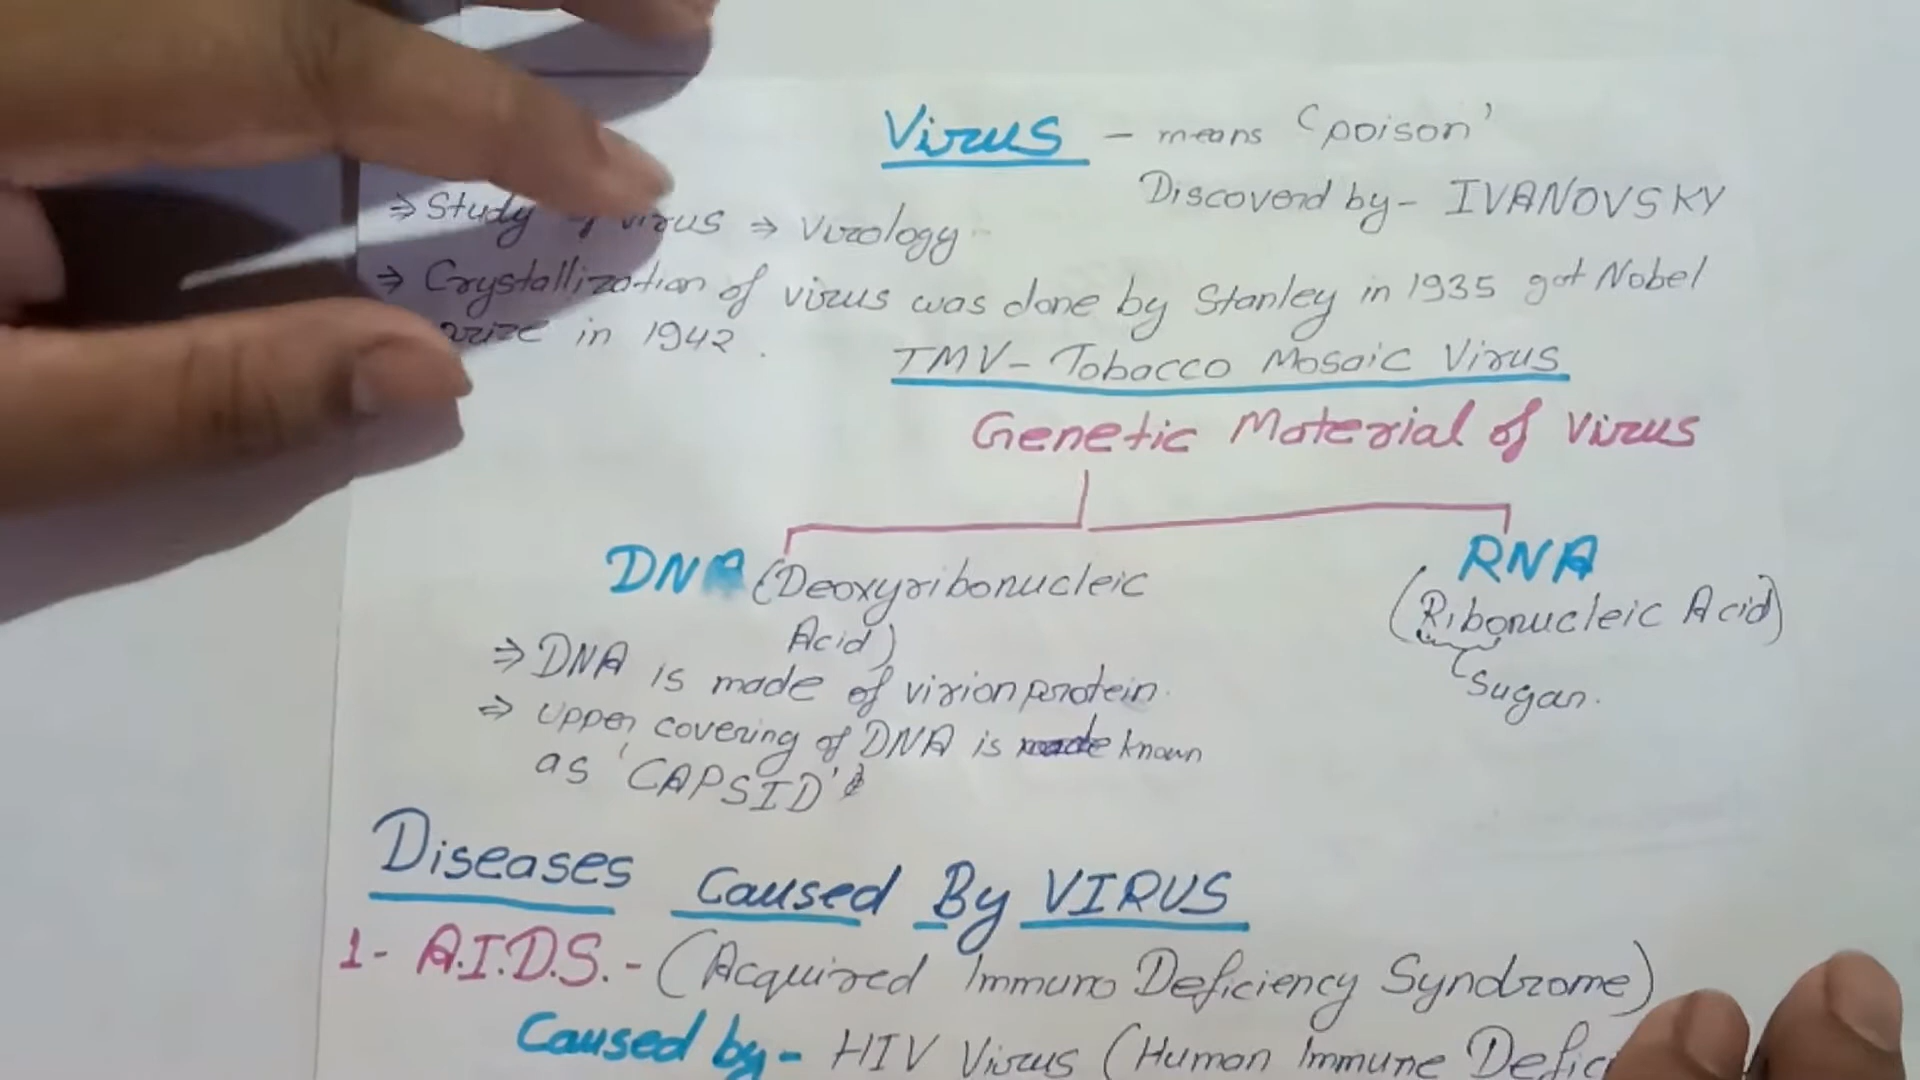 Virus - means 'poison'
Discoverd by- IVANOVSKY
⇒ Study of virus ⇒ Virology
⇒ Crystallization of virus was done by Stanley in 1935 got Nobel
prize in 1942.
TMV- Tobacco Mosaic Virus
Genetic Material of Virus
DNA (Deoxyribonucleic
Acid)
RNA
(Ribonucleic Acid)
Sugar.
⇒ DNA is made of virion protein.
⇒ Upper covering of DNA is known
as 'CAPSID'
Diseases Caused By VIRUS
1- A.I.D.S.- (Acquired Immuno Deficiency Syndrome)
Caused by- HIV Virus (Human Immune